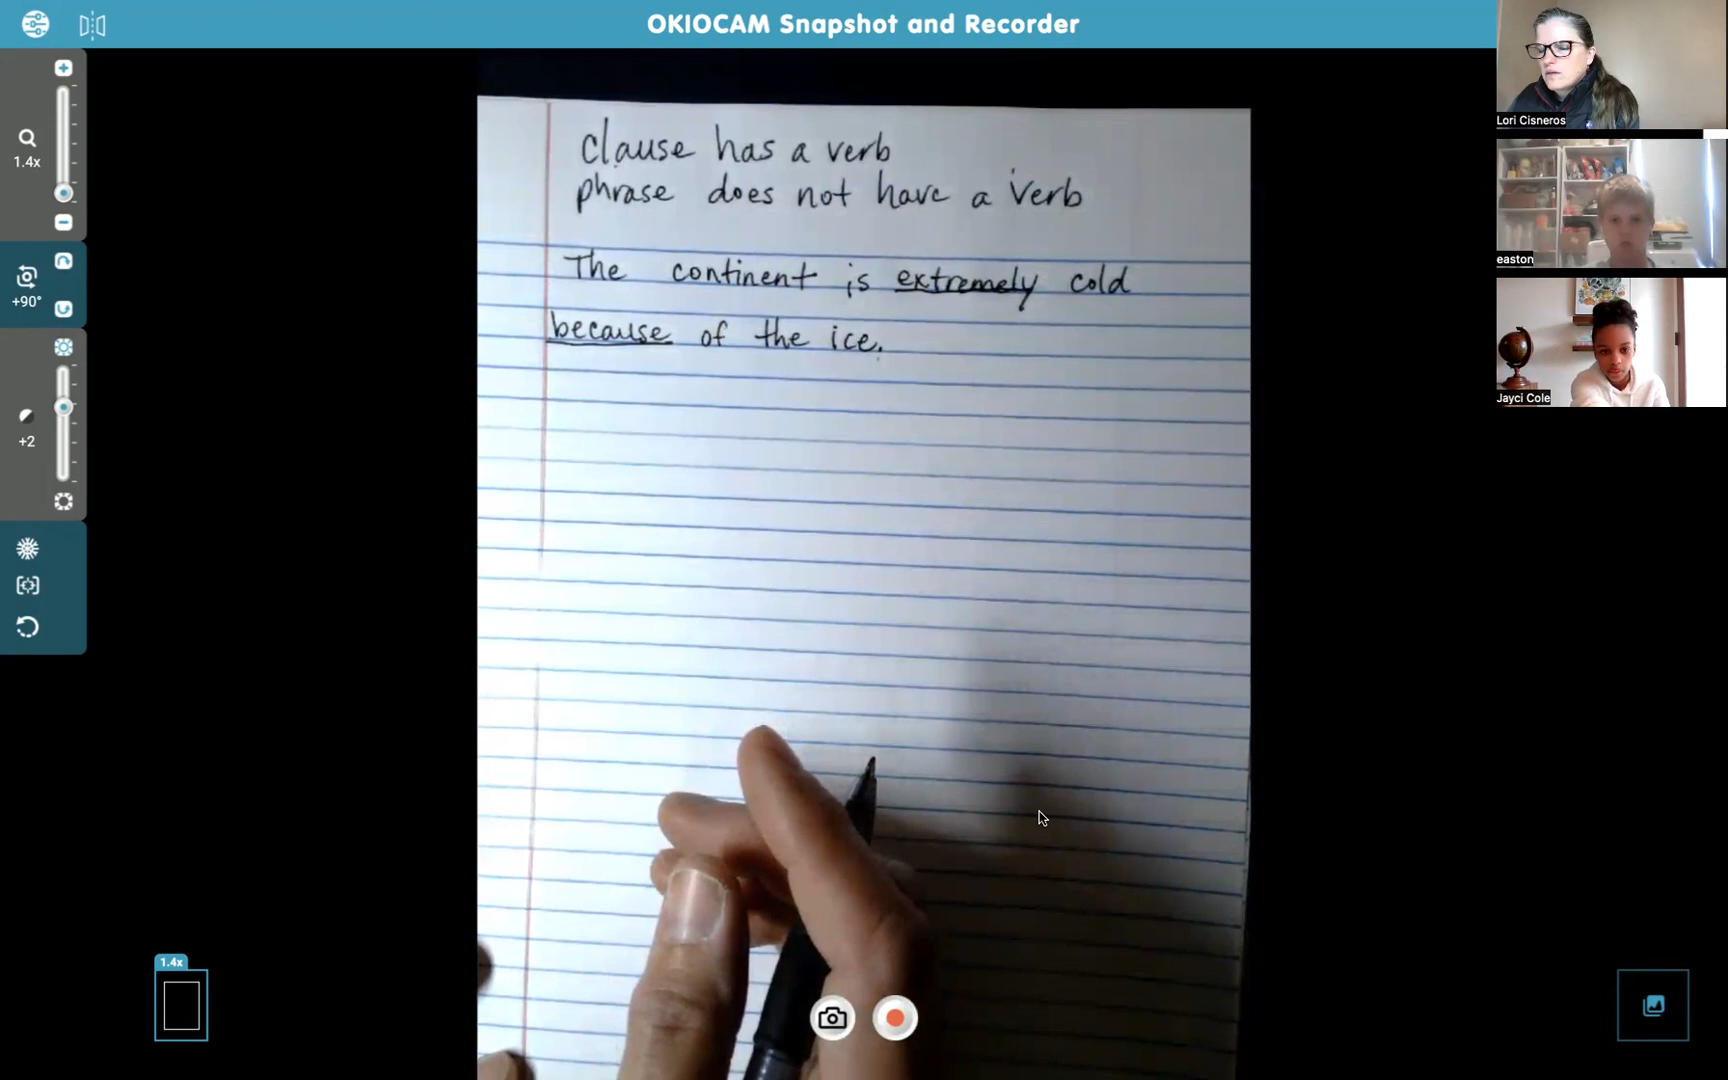 OKIOCAM Snapshot and Recorder
1.4x
+90°
+2
clause has a verb
phrase does not have a verb
The continent is extremely cold
because of the ice.
Lori Cisneros
easton
Jayci Cole
1.4x